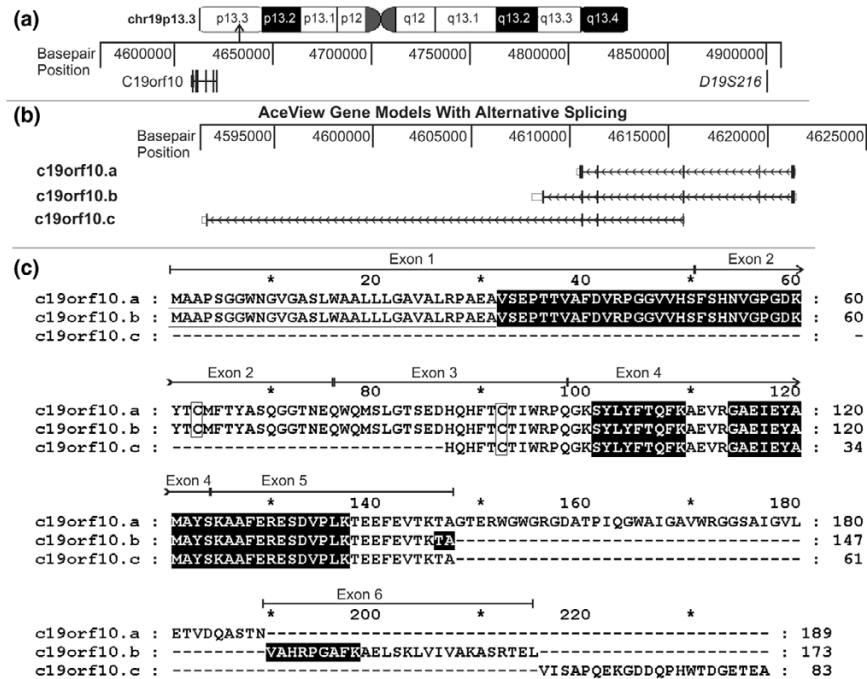 (a)
chr19p13.3 p13.3 p13.2 p13.1 p12 q12 q13.1 q13.2 q13.3 q13.4
Basepair Position 4600000 4650000 4700000 4750000 4800000 4850000 4900000
C19orf10 D19S216
(b)
AceView Gene Models With Alternative Splicing
Basepair Position 4595000 4600000 4605000 4610000 4615000 4620000 4625000
c19orf10.a
c19orf10.b
c19orf10.c
(c)
Exon 1 Exon 2
* 20 * 40 * 60
c19orf10.a : MAAPSGGWNGVGASLWAALLLGAVALRPAEAVSEPTTVAFDVRPGGVVHSFSHNVGPGDK : 60
c19orf10.b : MAAPSGGWNGVGASLWAALLLGAVALRPAEAVSEPTTVAFDVRPGGVVHSFSHNVGPGDK : 60
c19orf10.c : ------------------------------------------------------------ : -
Exon 2 Exon 3 Exon 4
* 80 * 100 * 120
c19orf10.a : YTCMFTYASQGGTNEQWQMSLGTSEDHQHFTCTIWRPQGKSYLYFTQFKAEVRGAEIEYA : 120
c19orf10.b : YTCMFTYASQGGTNEQWQMSLGTSEDHQHFTCTIWRPQGKSYLYFTQFKAEVRGAEIEYA : 120
c19orf10.c : --------------------------HQHFTCTIWRPQGKSYLYFTQFKAEVRGAEIEYA : 34
Exon 4 Exon 5
* 140 * 160 * 180
c19orf10.a : MAYSKAAFERESDVPLKTEEFEVTKTAGTERWGWGRGDATPIQGWAIGAVWRGGSAIGVL : 180
c19orf10.b : MAYSKAAFERESDVPLKTEEFEVTKTA--------------------------------- : 147
c19orf10.c : MAYSKAAFERESDVPLKTEEFEVTKTA--------------------------------- : 61
Exon 6
* 200 * 220 *
c19orf10.a : ETVDQASTN------------------------------------------------ : 189
c19orf10.b : ---------VAHRPGAFKAELSKLVIVAKASRTEL---------------------- : 173
c19orf10.c : -----------------------------------VISAPQEKGDDQPHWTDGETEA : 83